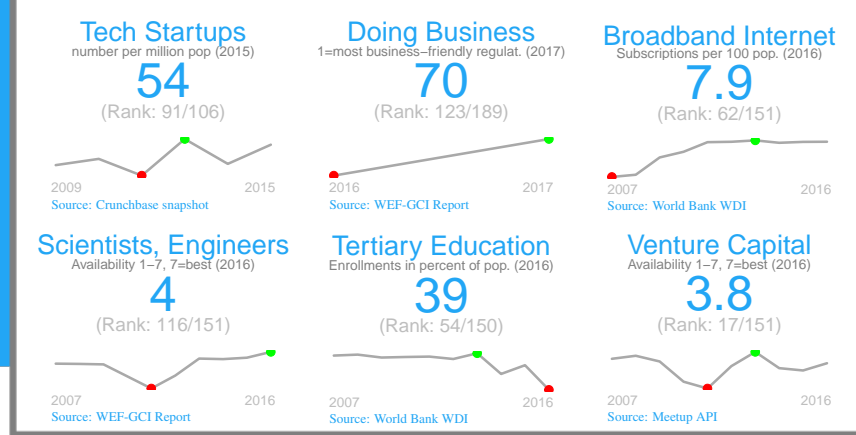 Tech Startups
number per million pop (2015)
54
(Rank: 91/106)
2009 2015
Source: Crunchbase snapshot
Doing Business
1=most business–friendly regulat. (2017)
70
(Rank: 123/189)
2016 2017
Source: WEF-GCI Report
Broadband Internet
Subscriptions per 100 pop. (2016)
7.9
(Rank: 62/151)
2007 2016
Source: World Bank WDI
Scientists, Engineers
Availability 1–7, 7=best (2016)
4
(Rank: 116/151)
2007 2016
Source: WEF-GCI Report
Tertiary Education
Enrollments in percent of pop. (2016)
39
(Rank: 54/150)
2007 2016
Source: World Bank WDI
Venture Capital
Availability 1–7, 7=best (2016)
3.8
(Rank: 17/151)
2007 2016
Source: Meetup API